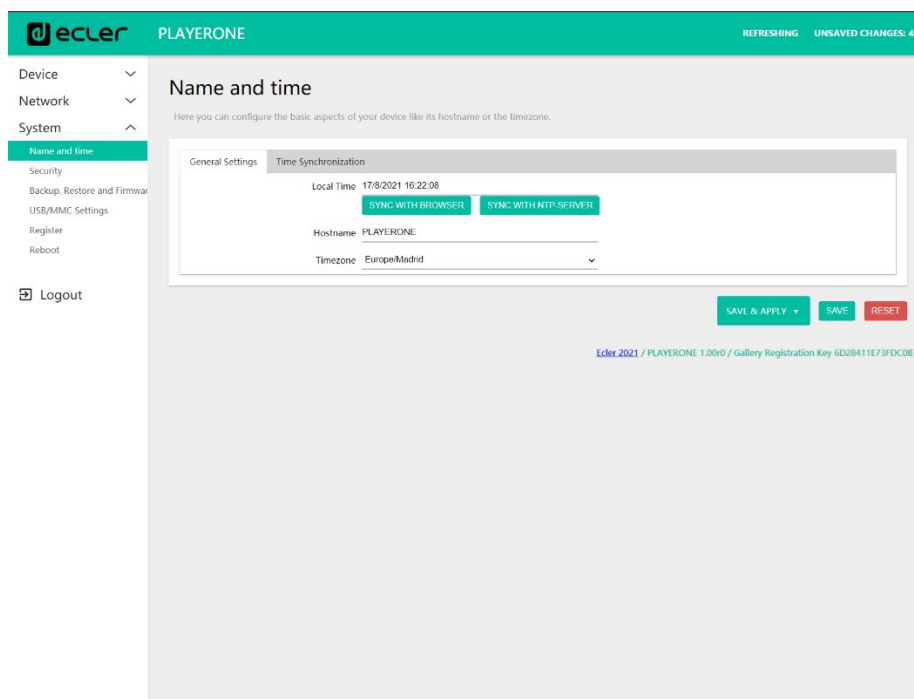 ecler PLAYERONE REFRESHING UNSAVED CHANGES: 4
Device
Network
System
Name and time
Security
Backup, Restore and Firmwar
USB/MMC Settings
Register
Reboot
Logout
Name and time
Here you can configure the basic aspects of your device like its hostname or the timezone.
General Settings Time Synchronization
Local Time 17/8/2021 16:22:08
SYNC WITH BROWSER SYNC WITH NTP-SERVER
Hostname PLAYERONE
Timezone Europe/Madrid
SAVE & APPLY SAVE RESET
Ecler 2021 / PLAYERONE 1.00r0 / Gallery Registration Key 6D28411E73FDC0B